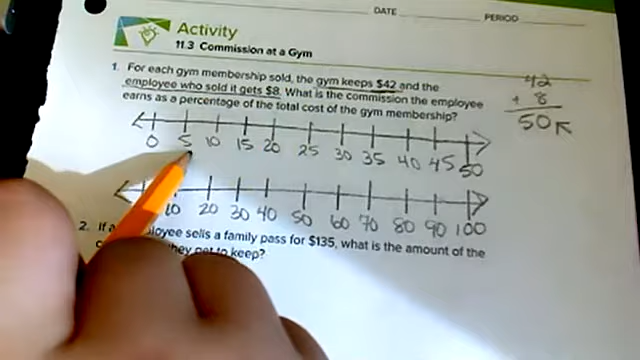 DATE PERIOD
Activity
11.3 Commission at a Gym
1. For each gym membership sold, the gym keeps $42 and the
employee who sold it gets $8. What is the commission the employee
earns as a percentage of the total cost of the gym membership?
42
+ 8
50
0 5 10 15 20 25 30 35 40 45 50
10 20 30 40 50 60 70 80 90 100
2. If sells a family pass for $135, what is the amount of the
they get to keep?